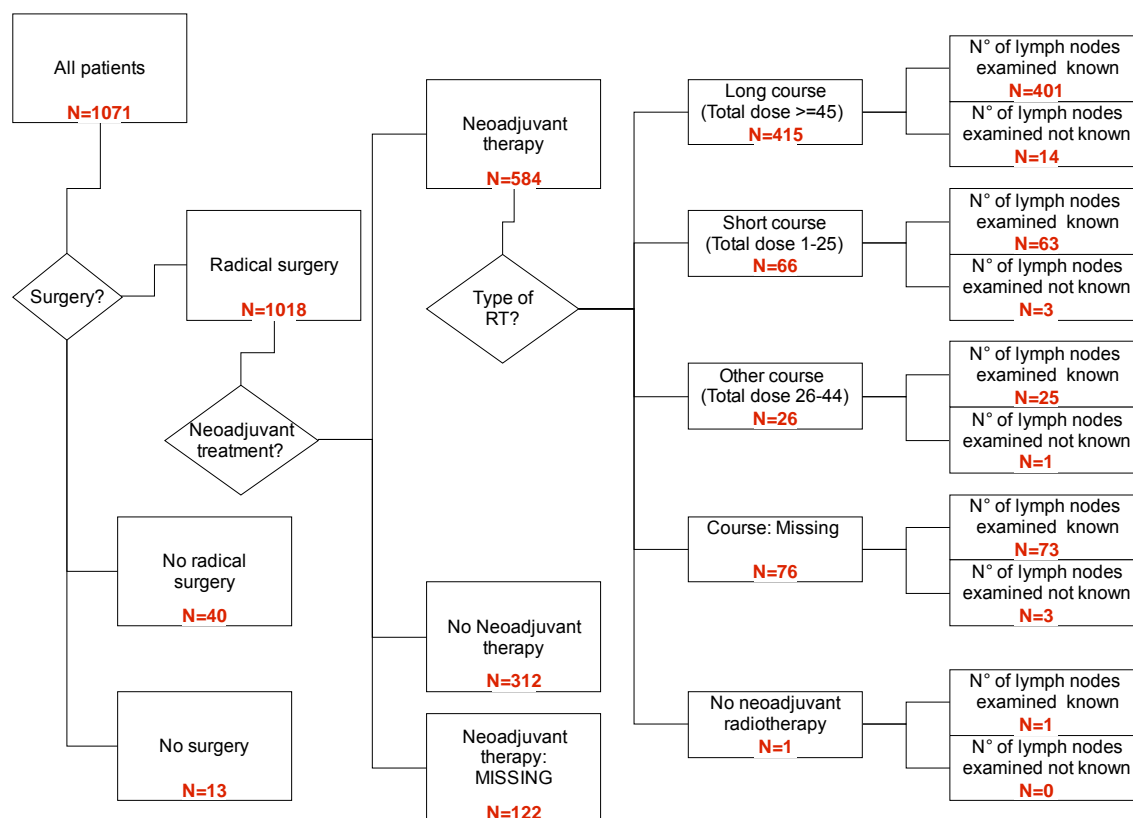 All patients
N=1071
Surgery?
Radical surgery
N=1018
Neoadjuvant
treatment?
No radical
surgery
N=40
No surgery
N=13
Neoadjuvant
therapy
N=584
Type of
RT?
No Neoadjuvant
therapy
N=312
Neoadjuvant
therapy:
MISSING
N=122
Long course
(Total dose >=45)
N=415
Short course
(Total dose 1-25)
N=66
Other course
(Total dose 26-44)
N=26
Course: Missing
N=76
No neoadjuvant
radiotherapy
N=1
N° of lymph nodes
examined known
N=401
N° of lymph nodes
examined not known
N=14
N° of lymph nodes
examined known
N=63
N° of lymph nodes
examined not known
N=3
N° of lymph nodes
examined known
N=25
N° of lymph nodes
examined not known
N=1
N° of lymph nodes
examined known
N=73
N° of lymph nodes
examined not known
N=3
N° of lymph nodes
examined known
N=1
N° of lymph nodes
examined not known
N=0